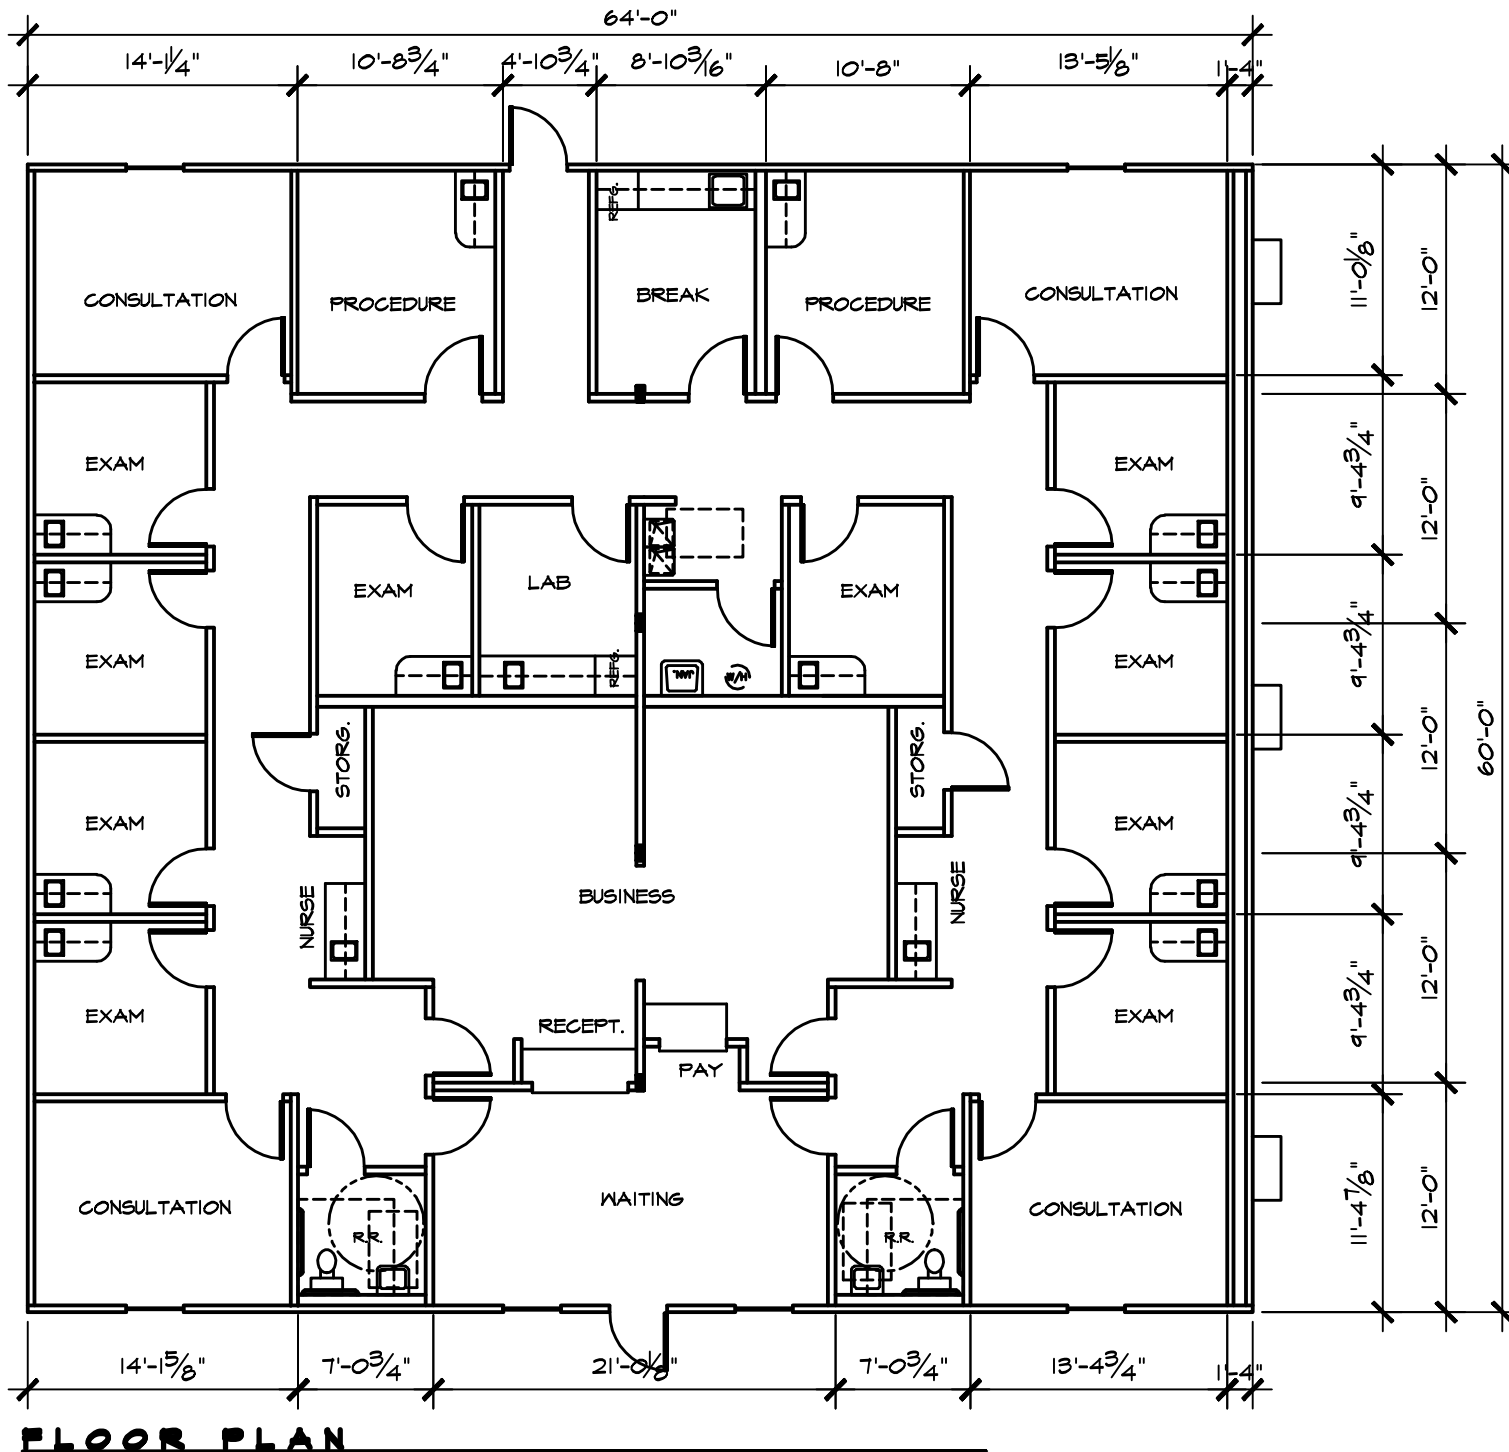 64'-0"
14'-1 1/4"
10'-8 3/4"
4'-10 3/4"
8'-10 3/16"
10'-8"
13'-5 1/8"
1'-4"
REFG.
CONSULTATION
PROCEDURE
BREAK
PROCEDURE
CONSULTATION
11'-0 1/8"
12'-0"
EXAM
EXAM
9'-4 3/4"
12'-0"
EXAM
LAB
EXAM
EXAM
EXAM
9'-4 3/4"
REFG.
JAN.
H/W
STORG.
STORG.
12'-0"
60'-0"
EXAM
EXAM
9'-4 3/4"
NURSE
BUSINESS
NURSE
12'-0"
EXAM
RECEPT.
EXAM
9'-4 3/4"
PAY
CONSULTATION
WAITING
CONSULTATION
11'-4 7/8"
12'-0"
R.R.
R.R.
14'-1 5/8"
7'-0 3/4"
21'-0 1/8"
7'-0 3/4"
13'-4 3/4"
1'-4"
FLOOR PLAN